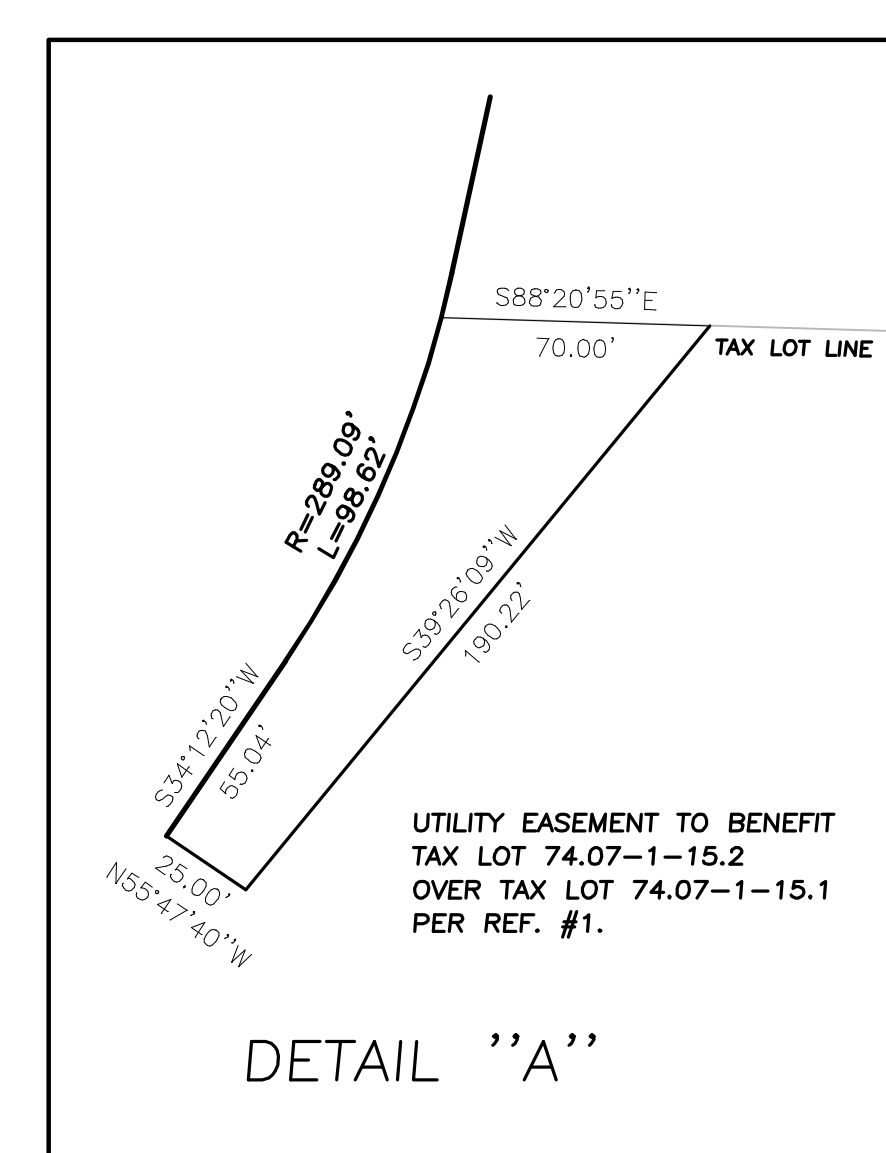 S88°20'55''E
70.00'
TAX LOT LINE
R=289.09'
L=98.62'
S39°26'09''W
190.22'
S34°12'20''W
55.04'
25.00'
N55°47'40''W
UTILITY EASEMENT TO BENEFIT
TAX LOT 74.07-1-15.2
OVER TAX LOT 74.07-1-15.1
PER REF. #1.
DETAIL ''A''